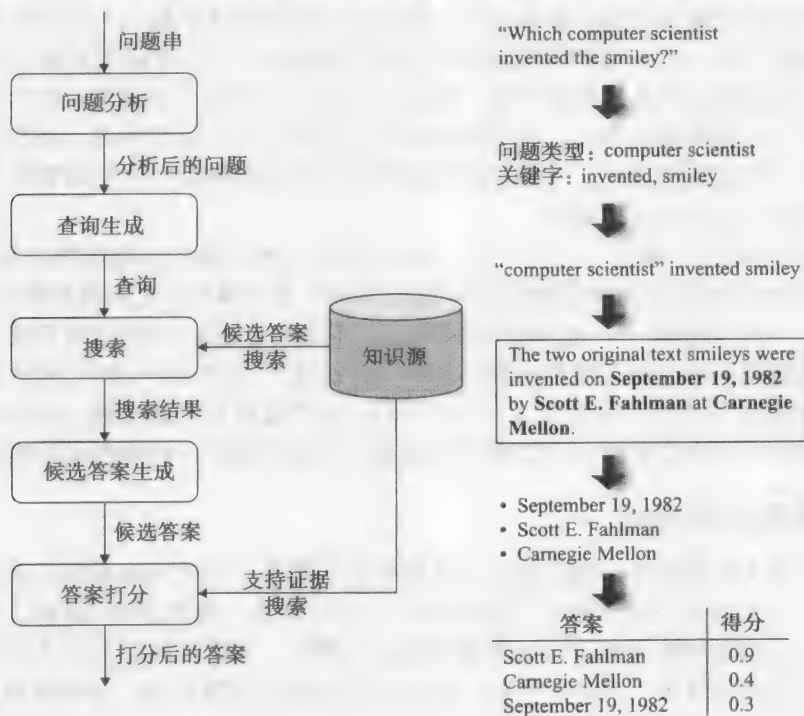 问题串
问题分析
分析后的问题
查询生成
查询
搜索
候选答案
搜索
知识源
搜索结果
候选答案生成
候选答案
答案打分
支持证据
搜索
打分后的答案
“Which computer scientist
invented the smiley?”
问题类型：computer scientist
关键字：invented, smiley
“computer scientist” invented smiley
The two original text smileys were
invented on September 19, 1982
by Scott E. Fahlman at Carnegie
Mellon.
• September 19, 1982
• Scott E. Fahlman
• Carnegie Mellon
答案 得分
Scott E. Fahlman 0.9
Carnegie Mellon 0.4
September 19, 1982 0.3